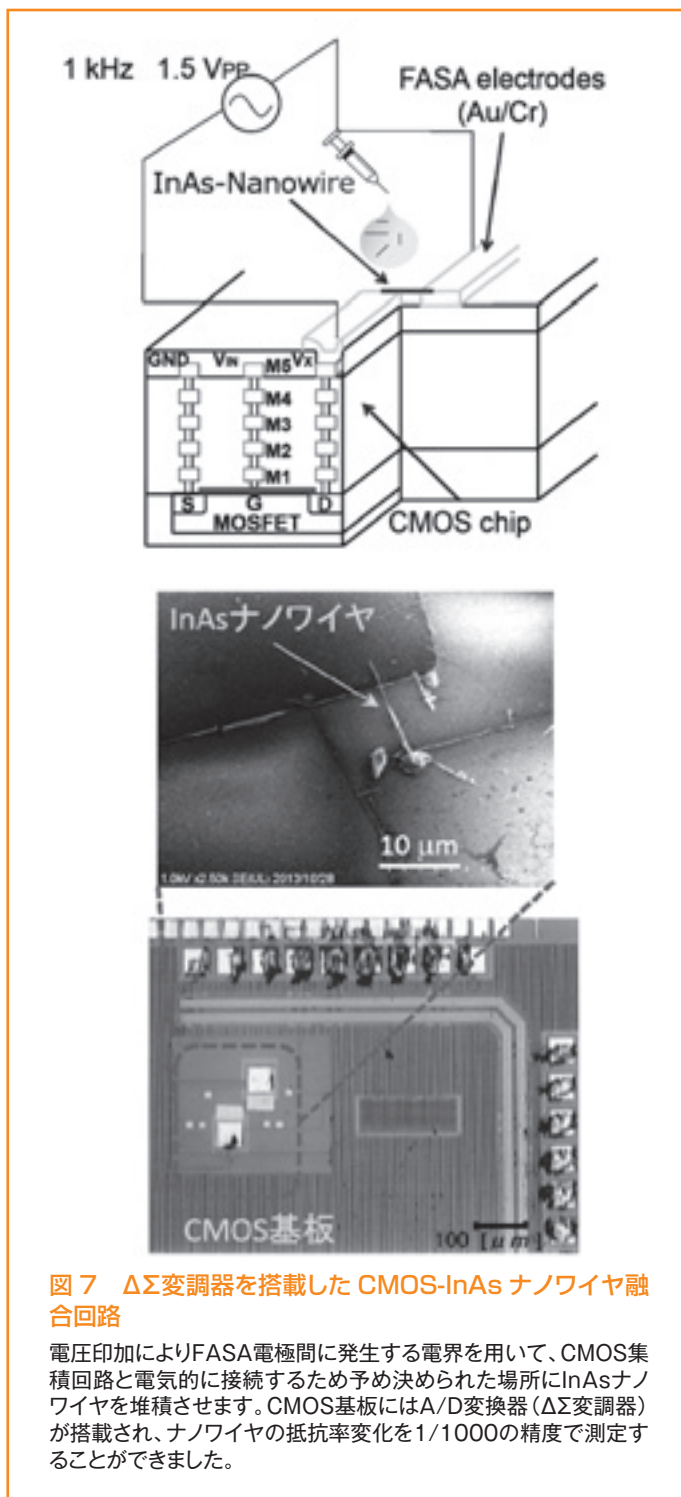 1 kHz 1.5 VPP
FASA electrodes
(Au/Cr)
InAs-Nanowire
GND VIN VX
M5
M4
M3
M2
M1
S G D
MOSFET
CMOS chip
InAsナノワイヤ
10 μm
1.0kV x2.50k SE(UL) 2013/10/28
CMOS基板
100 [μm]
図 7 ΔΣ変調器を搭載した CMOS-InAs ナノワイヤ融
合回路
電圧印加によりFASA電極間に発生する電界を用いて、CMOS集
積回路と電気的に接続するため予め決められた場所にInAsナノ
ワイヤを堆積させます。CMOS基板にはA/D変換器(ΔΣ変調器)
が搭載され、ナノワイヤの抵抗率変化を1/1000の精度で測定す
ることができました。